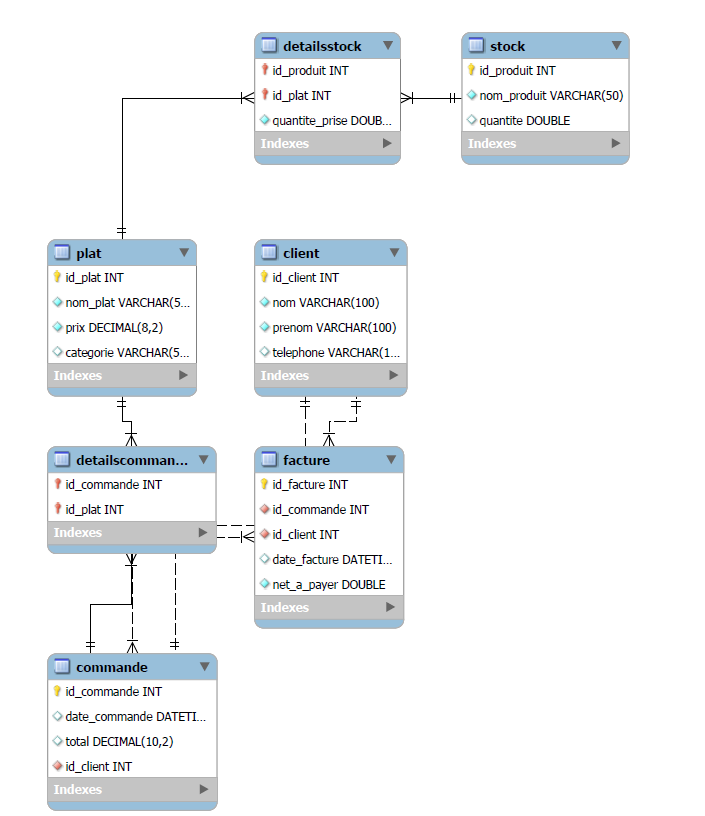 detailsstock
id_produit INT
id_plat INT
quantite_prise DOUB...
Indexes
stock
id_produit INT
nom_produit VARCHAR(50)
quantite DOUBLE
Indexes
plat
id_plat INT
nom_plat VARCHAR(5...
prix DECIMAL(8,2)
categorie VARCHAR(5...
Indexes
client
id_client INT
nom VARCHAR(100)
prenom VARCHAR(100)
telephone VARCHAR(1...
Indexes
detailscomman...
id_commande INT
id_plat INT
Indexes
facture
id_facture INT
id_commande INT
id_client INT
date_facture DATETI...
net_a_payer DOUBLE
Indexes
commande
id_commande INT
date_commande DATETI...
total DECIMAL(10,2)
id_client INT
Indexes